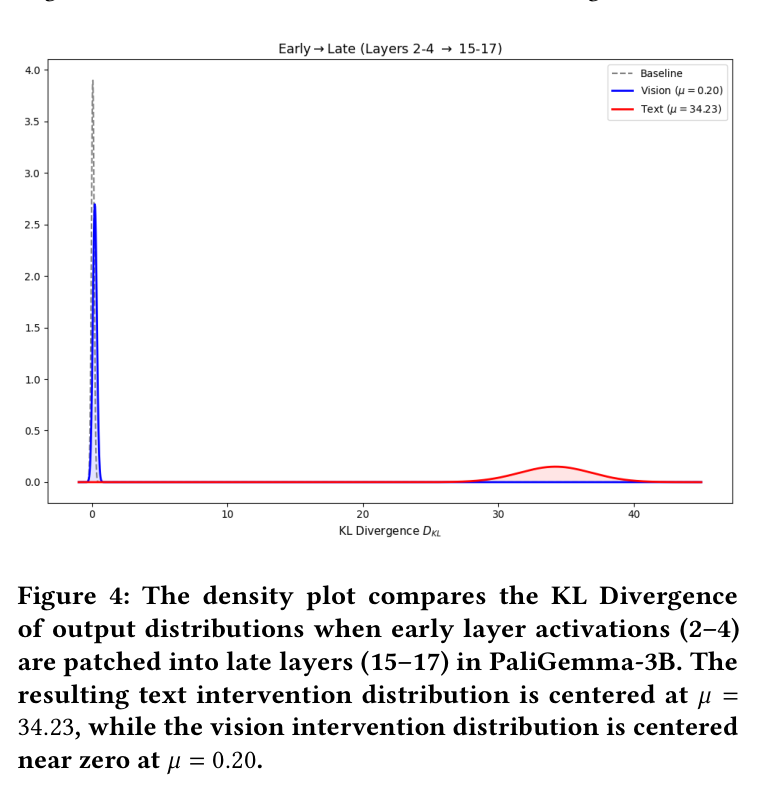 Early→Late (Layers 2-4 → 15-17)
4.0
3.5
3.0
2.5
2.0
1.5
1.0
0.5
0.0
Baseline
Vision (μ = 0.20)
Text (μ = 34.23)
0 10 20 30 40
KL Divergence D_KL
Figure 4: The density plot compares the KL Divergence
of output distributions when early layer activations (2–4)
are patched into late layers (15–17) in PaliGemma-3B. The
resulting text intervention distribution is centered at μ =
34.23, while the vision intervention distribution is centered
near zero at μ = 0.20.